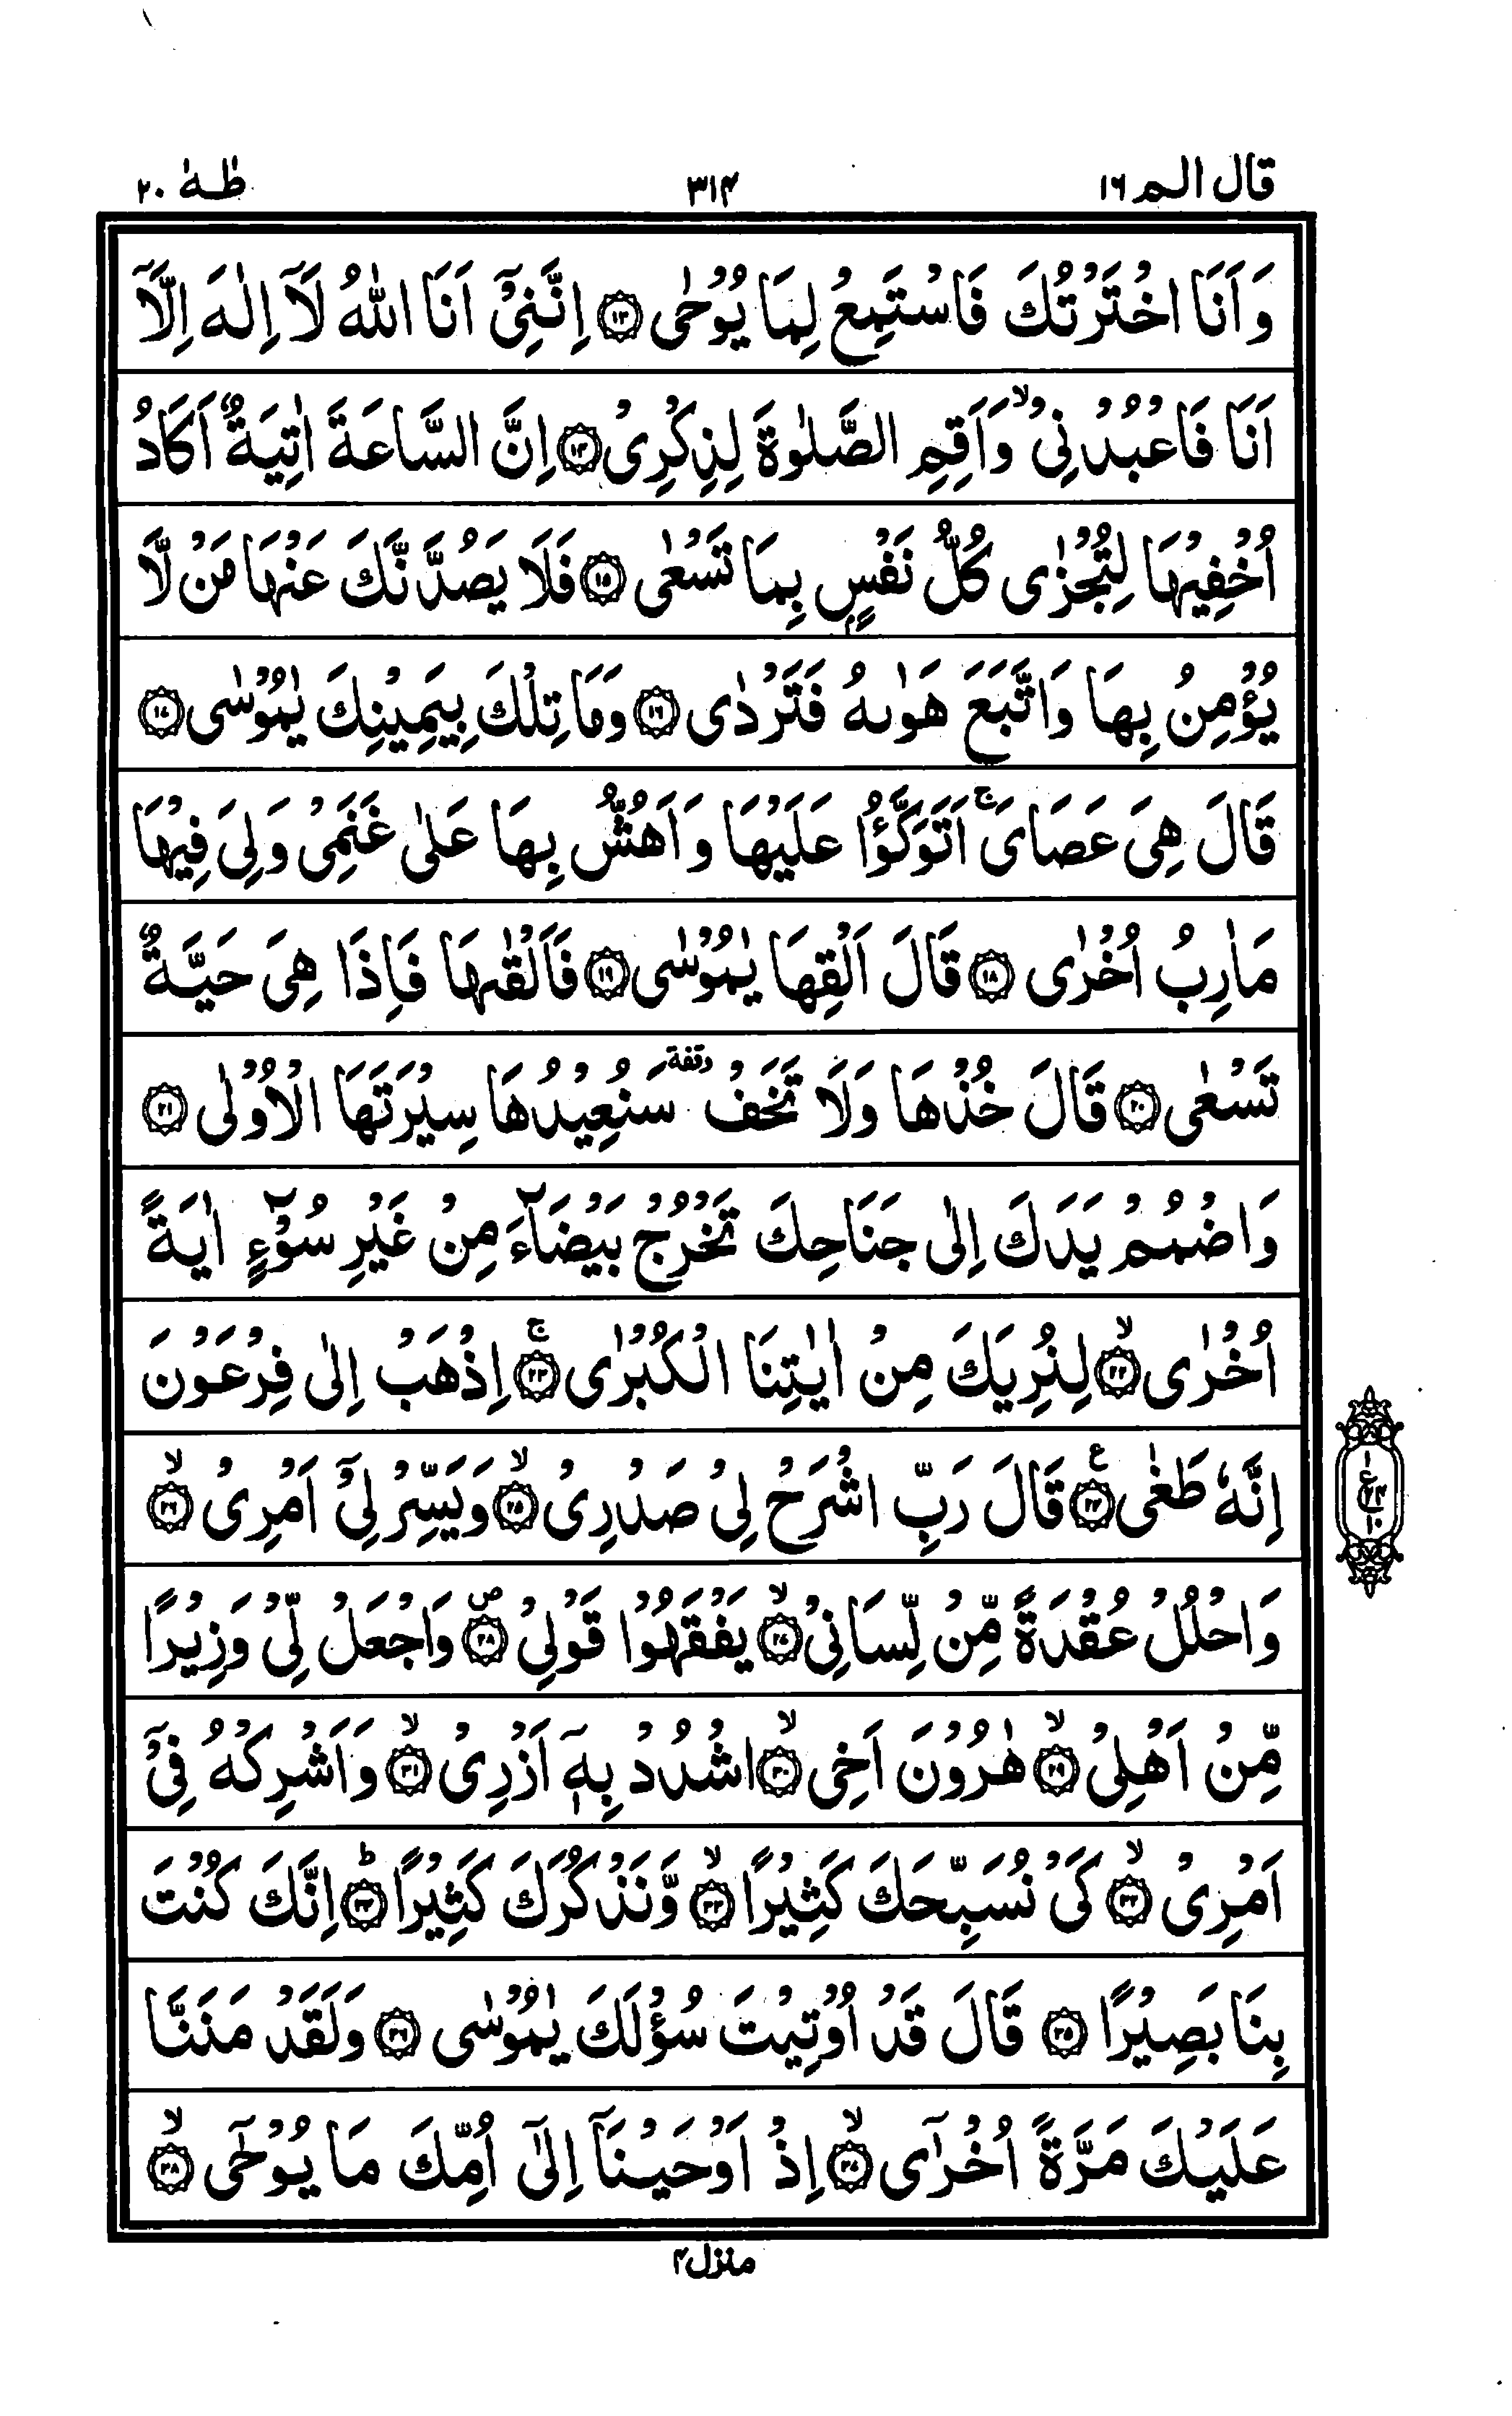 قال الم ١٦ ٣١٤ طٰهٰ ٢٠
وَاَنَا اخْتَرْتُكَ فَاسْتَمِعْ لِمَا يُوْحٰى ﴿١٣﴾ اِنَّنِيْٓ اَنَا اللّٰهُ لَآ اِلٰهَ اِلَّآ
اَنَا فَاعْبُدْنِيْ ۙ وَاَقِمِ الصَّلٰوةَ لِذِكْرِيْ ﴿١٤﴾ اِنَّ السَّاعَةَ اٰتِيَةٌ اَكَادُ
اُخْفِيْهَا لِتُجْزٰى كُلُّ نَفْسٍۭ بِمَا تَسْعٰى ﴿١٥﴾ فَلَا يَصُدَّنَّكَ عَنْهَا مَنْ لَّا
يُؤْمِنُ بِهَا وَاتَّبَعَ هَوٰىهُ فَتَرْدٰى ﴿١٦﴾ وَمَا تِلْكَ بِيَمِيْنِكَ يٰمُوْسٰى ﴿١٧﴾
قَالَ هِيَ عَصَايَ ۚ اَتَوَكَّؤُا عَلَيْهَا وَاَهُشُّ بِهَا عَلٰى غَنَمِيْ وَلِيَ فِيْهَا
مَاٰرِبُ اُخْرٰى ﴿١٨﴾ قَالَ اَلْقِهَا يٰمُوْسٰى ﴿١٩﴾ فَاَلْقٰىهَا فَاِذَا هِيَ حَيَّةٌ
تَسْعٰى ﴿٢٠﴾ قَالَ خُذْهَا وَلَا تَخَفْ وقفة سَنُعِيْدُهَا سِيْرَتَهَا الْاُوْلٰى ﴿٢١﴾
وَاضْمُمْ يَدَكَ اِلٰى جَنَاحِكَ تَخْرُجْ بَيْضَآءَ مِنْ غَيْرِ سُوْٓءٍ اٰيَةً
اُخْرٰى ﴿٢٢﴾ۙ لِنُرِيَكَ مِنْ اٰيٰتِنَا الْكُبْرٰى ﴿٢٣﴾ۚ اِذْهَبْ اِلٰى فِرْعَوْنَ
اِنَّهٗ طَغٰى ﴿٢٤﴾ع قَالَ رَبِّ اشْرَحْ لِيْ صَدْرِيْ ﴿٢٥﴾ۙ وَيَسِّرْ لِيْٓ اَمْرِيْ ﴿٢٦﴾ۙ
وَاحْلُلْ عُقْدَةً مِّنْ لِّسَانِيْ ﴿٢٧﴾ۙ يَفْقَهُوْا قَوْلِيْ ﴿٢٨﴾ص وَاجْعَلْ لِّيْ وَزِيْرًا
مِّنْ اَهْلِيْ ﴿٢٩﴾ۙ هٰرُوْنَ اَخِي ﴿٣٠﴾ۙ اشْدُدْ بِهٖٓ اَزْرِيْ ﴿٣١﴾ۙ وَاَشْرِكْهُ فِيْٓ
اَمْرِيْ ﴿٣٢﴾ۙ كَيْ نُسَبِّحَكَ كَثِيْرًا ﴿٣٣﴾ۙ وَّنَذْكُرَكَ كَثِيْرًا ﴿٣٤﴾ط اِنَّكَ كُنْتَ
بِنَا بَصِيْرًا ﴿٣٥﴾ قَالَ قَدْ اُوْتِيْتَ سُؤْلَكَ يٰمُوْسٰى ﴿٣٦﴾ وَلَقَدْ مَنَنَّا
عَلَيْكَ مَرَّةً اُخْرٰٓى ﴿٣٧﴾ۙ اِذْ اَوْحَيْنَآ اِلٰٓى اُمِّكَ مَا يُوْحٰٓى ﴿٣٨﴾ۙ
منزل ٤